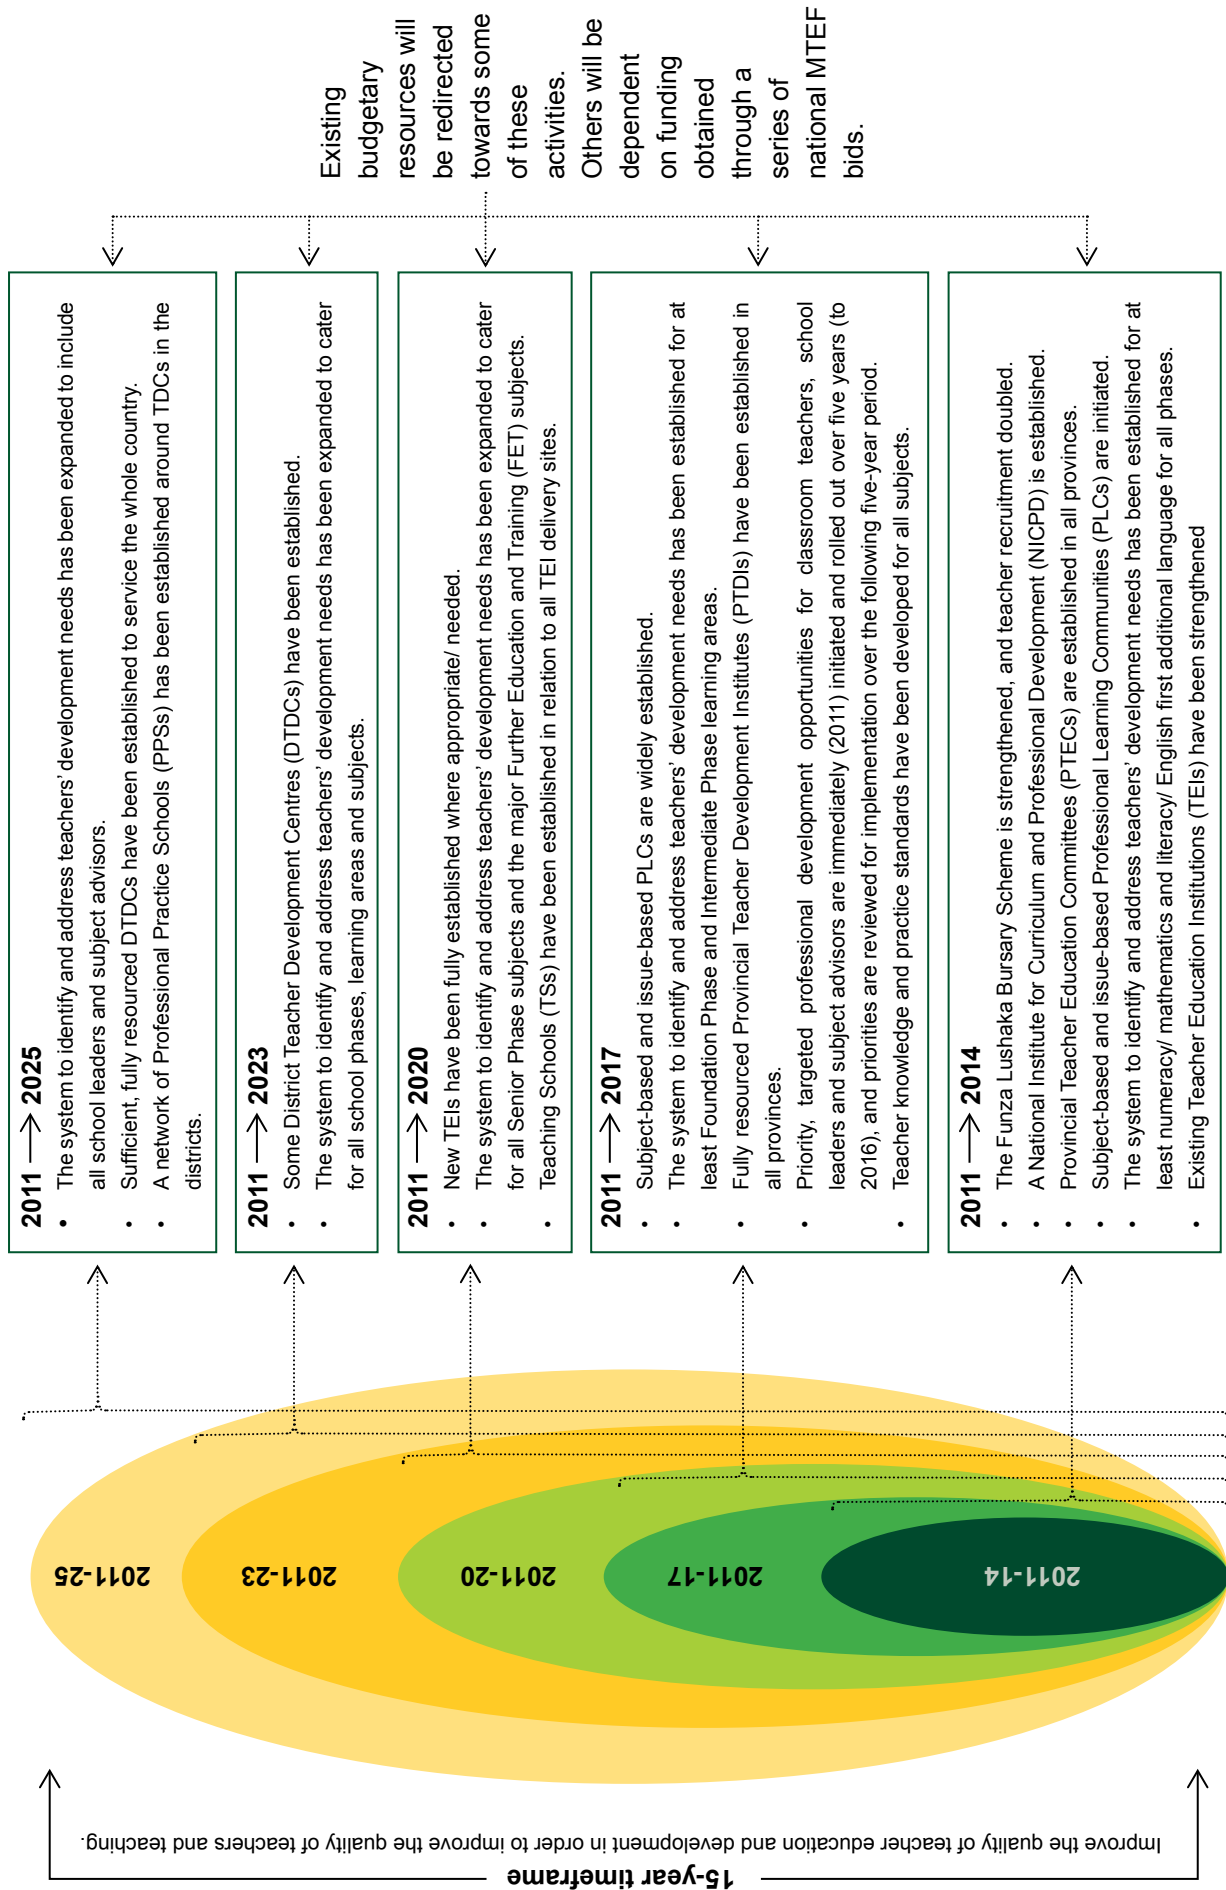 15-year timeframe
Improve the quality of teacher education and development in order to improve the quality of teachers and teaching.
2011-25
2011-23
2011-20
2011-17
2011-14
2011 → 2025
• The system to identify and address teachers’ development needs has been expanded to include
all school leaders and subject advisors.
• Sufficient, fully resourced DTDCs have been established to service the whole country.
• A network of Professional Practice Schools (PPSs) has been established around TDCs in the
districts.
2011 → 2023
• Some District Teacher Development Centres (DTDCs) have been established.
• The system to identify and address teachers’ development needs has been expanded to cater
for all school phases, learning areas and subjects.
2011 → 2020
• New TEIs have been fully established where appropriate/ needed.
• The system to identify and address teachers’ development needs has been expanded to cater
for all Senior Phase subjects and the major Further Education and Training (FET) subjects.
• Teaching Schools (TSs) have been established in relation to all TEI delivery sites.
2011 → 2017
• Subject-based and issue-based PLCs are widely established.
• The system to identify and address teachers’ development needs has been established for at
least Foundation Phase and Intermediate Phase learning areas.
• Fully resourced Provincial Teacher Development Institutes (PTDIs) have been established in
all provinces.
• Priority, targeted professional development opportunities for classroom teachers, school
leaders and subject advisors are immediately (2011) initiated and rolled out over five years (to
2016), and priorities are reviewed for implementation over the following five-year period.
• Teacher knowledge and practice standards have been developed for all subjects.
2011 → 2014
• The Funza Lushaka Bursary Scheme is strengthened, and teacher recruitment doubled.
• A National Institute for Curriculum and Professional Development (NICPD) is established.
• Provincial Teacher Education Committees (PTECs) are established in all provinces.
• Subject-based and issue-based Professional Learning Communities (PLCs) are initiated.
• The system to identify and address teachers’ development needs has been established for at
least numeracy/ mathematics and literacy/ English first additional language for all phases.
• Existing Teacher Education Institutions (TEIs) have been strengthened
Existing
budgetary
resources will
be redirected
towards some
of these
activities.
Others will be
dependent
on funding
obtained
through a
series of
national MTEF
bids.